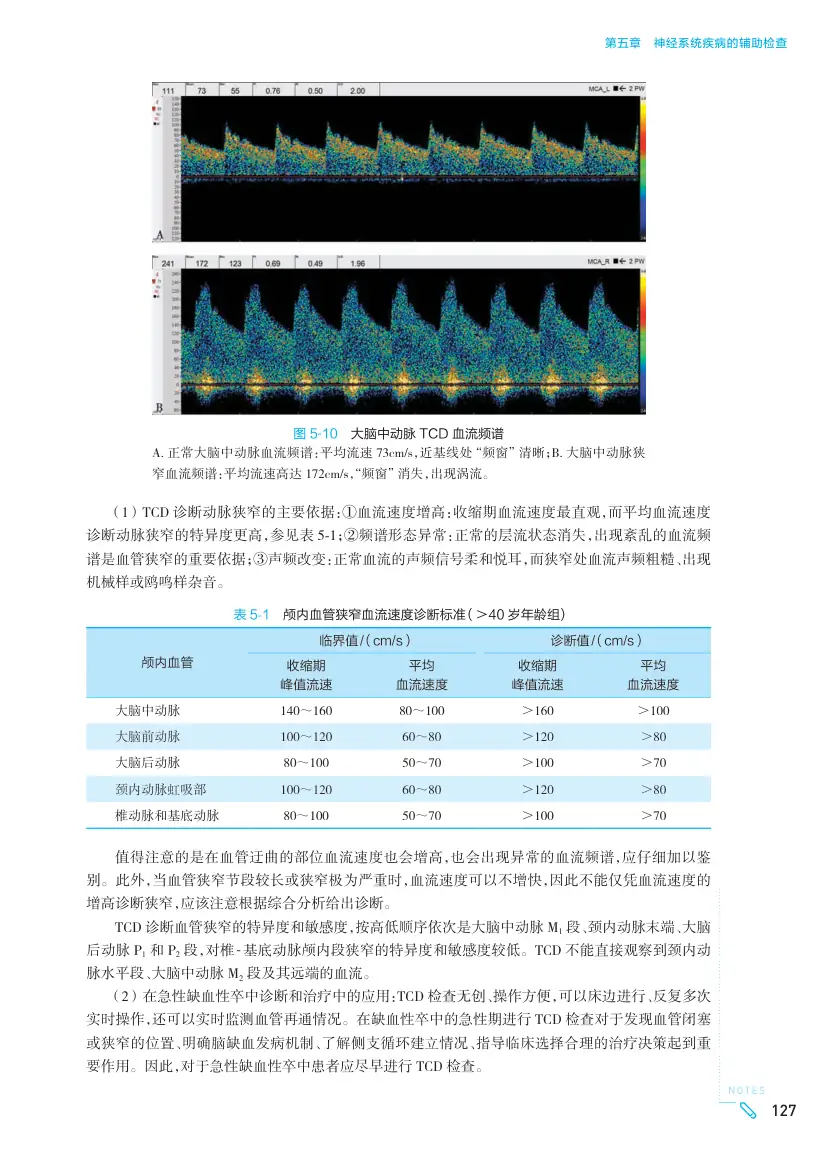 第五章　神经系统疾病的辅助检查
111 73 55 0.76 0.50 2.00 MCA_L 2 PW
A
241 172 123 0.69 0.49 1.96 MCA_R 2 PW
B
图 5-10　大脑中动脉 TCD 血流频谱
A. 正常大脑中动脉血流频谱:平均流速 73cm/s,近基线处“频窗”清晰;B. 大脑中动脉狭
窄血流频谱:平均流速高达 172cm/s,“频窗”消失,出现涡流。
（1）TCD 诊断动脉狭窄的主要依据:①血流速度增高:收缩期血流速度最直观,而平均血流速度
诊断动脉狭窄的特异度更高,参见表 5-1;②频谱形态异常:正常的层流状态消失,出现紊乱的血流频
谱是血管狭窄的重要依据;③声频改变:正常血流的声频信号柔和悦耳,而狭窄处血流声频粗糙、出现
机械样或鸥鸣样杂音。
表 5-1　颅内血管狭窄血流速度诊断标准（＞40 岁年龄组）
颅内血管 临界值/（cm/s） 诊断值/（cm/s）
收缩期 平均 收缩期 平均
峰值流速 血流速度 峰值流速 血流速度
大脑中动脉 140～160 80～100 ＞160 ＞100
大脑前动脉 100～120 60～80 ＞120 ＞80
大脑后动脉 80～100 50～70 ＞100 ＞70
颈内动脉虹吸部 100～120 60～80 ＞120 ＞80
椎动脉和基底动脉 80～100 50～70 ＞100 ＞70
值得注意的是在血管迂曲的部位血流速度也会增高,也会出现异常的血流频谱,应仔细加以鉴
别。此外,当血管狭窄节段较长或狭窄极为严重时,血流速度可以不增快,因此不能仅凭血流速度的
增高诊断狭窄,应该注意根据综合分析给出诊断。
TCD 诊断血管狭窄的特异度和敏感度,按高低顺序依次是大脑中动脉 M₁ 段、颈内动脉末端、大脑
后动脉 P₁ 和 P₂ 段,对椎-基底动脉颅内段狭窄的特异度和敏感度较低。TCD 不能直接观察到颈内动
脉水平段、大脑中动脉 M₂ 段及其远端的血流。
（2）在急性缺血性卒中诊断和治疗中的应用:TCD 检查无创、操作方便,可以床边进行、反复多次
实时操作,还可以实时监测血管再通情况。在缺血性卒中的急性期进行 TCD 检查对于发现血管闭塞
或狭窄的位置、明确脑缺血发病机制、了解侧支循环建立情况、指导临床选择合理的治疗决策起到重
要作用。因此,对于急性缺血性卒中患者应尽早进行 TCD 检查。
NOTES
127